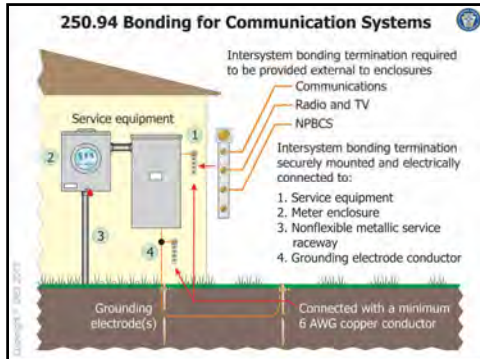 250.94 Bonding for Communication Systems
Intersystem bonding termination required
to be provided external to enclosures
Communications
Radio and TV
NPBCS
Service equipment
1
2
3
4
Intersystem bonding termination
securely mounted and electrically
connected to:
1. Service equipment
2. Meter enclosure
3. Nonflexible metallic service
raceway
4. Grounding electrode conductor
Grounding
electrode(s)
Connected with a minimum
6 AWG copper conductor